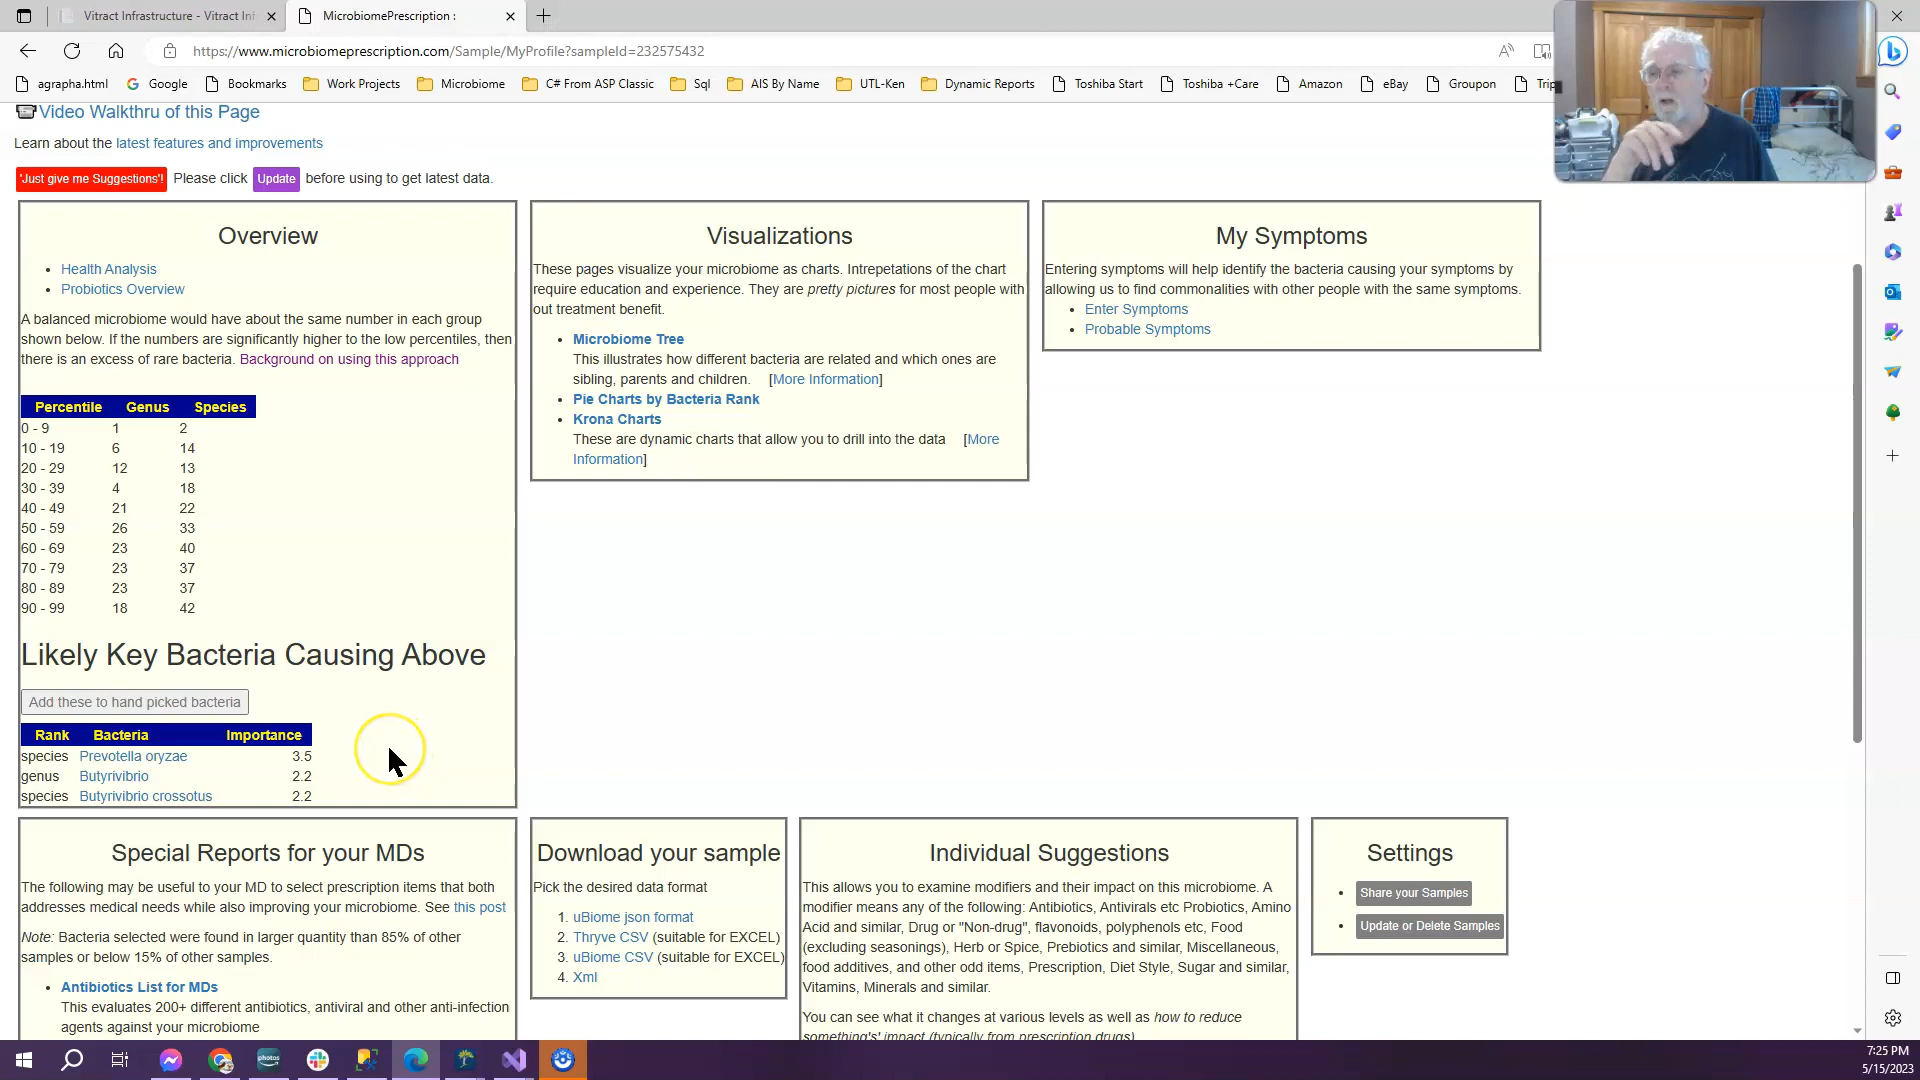 Vitract Infrastructure - Vitract Inf
MicrobiomePrescription :
https://www.microbiomeprescription.com/Sample/MyProfile?sampleId=232575432
agrapha.html
Google
Bookmarks
Work Projects
Microbiome
C# From ASP Classic
Sql
AIS By Name
UTL-Ken
Dynamic Reports
Toshiba Start
Toshiba +Care
Amazon
eBay
Groupon
Trip
Video Walkthru of this Page
Learn about the latest features and improvements
'Just give me Suggestions'! Please click Update before using to get latest data.
Overview
Health Analysis
Probiotics Overview
A balanced microbiome would have about the same number in each group
shown below. If the numbers are significantly higher to the low percentiles, then
there is an excess of rare bacteria. Background on using this approach
Percentile Genus Species
0 - 9 1 2
10 - 19 6 14
20 - 29 12 13
30 - 39 4 18
40 - 49 21 22
50 - 59 26 33
60 - 69 23 40
70 - 79 23 37
80 - 89 23 37
90 - 99 18 42
Likely Key Bacteria Causing Above
Add these to hand picked bacteria
Rank Bacteria Importance
species Prevotella oryzae 3.5
genus Butyrivibrio 2.2
species Butyrivibrio crossotus 2.2
Visualizations
These pages visualize your microbiome as charts. Intrepetations of the chart
require education and experience. They are pretty pictures for most people with
out treatment benefit.
Microbiome Tree
This illustrates how different bacteria are related and which ones are
sibling, parents and children. [More Information]
Pie Charts by Bacteria Rank
Krona Charts
These are dynamic charts that allow you to drill into the data [More
Information]
My Symptoms
Entering symptoms will help identify the bacteria causing your symptoms by
allowing us to find commonalities with other people with the same symptoms.
Enter Symptoms
Probable Symptoms
Special Reports for your MDs
The following may be useful to your MD to select prescription items that both
addresses medical needs while also improving your microbiome. See this post
Note: Bacteria selected were found in larger quantity than 85% of other
samples or below 15% of other samples.
Antibiotics List for MDs
This evaluates 200+ different antibiotics, antiviral and other anti-infection
agents against your microbiome
Download your sample
Pick the desired data format
1. uBiome json format
2. Thryve CSV (suitable for EXCEL)
3. uBiome CSV (suitable for EXCEL)
4. Xml
Individual Suggestions
This allows you to examine modifiers and their impact on this microbiome. A
modifier means any of the following: Antibiotics, Antivirals etc Probiotics, Amino
Acid and similar, Drug or "Non-drug", flavonoids, polyphenols etc, Food
(excluding seasonings), Herb or Spice, Prebiotics and similar, Miscellaneous,
food additives, and other odd items, Prescription, Diet Style, Sugar and similar,
Vitamins, Minerals and similar.
You can see what it changes at various levels as well as how to reduce
something's' impact (typically from prescription drugs)
Settings
Share your Samples
Update or Delete Samples
photos
7:25 PM
5/15/2023